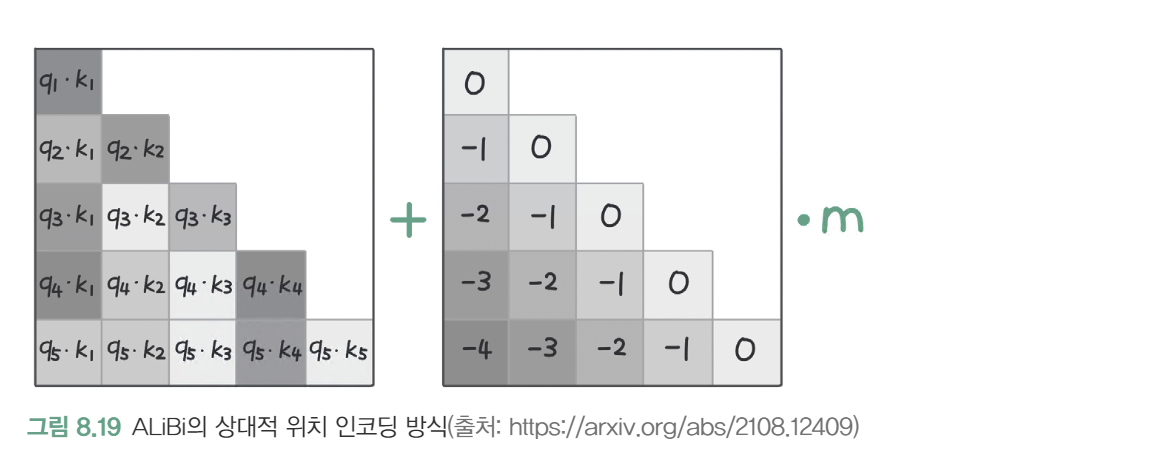 q₁·k₁
0
q₂·k₁ q₂·k₂
-1 0
q₃·k₁ q₃·k₂ q₃·k₃
+
-2 -1 0
·m
q₄·k₁ q₄·k₂ q₄·k₃ q₄·k₄
-3 -2 -1 0
q₅·k₁ q₅·k₂ q₅·k₃ q₅·k₄ q₅·k₅
-4 -3 -2 -1 0
그림 8.19 ALiBi의 상대적 위치 인코딩 방식(출처: https://arxiv.org/abs/2108.12409)